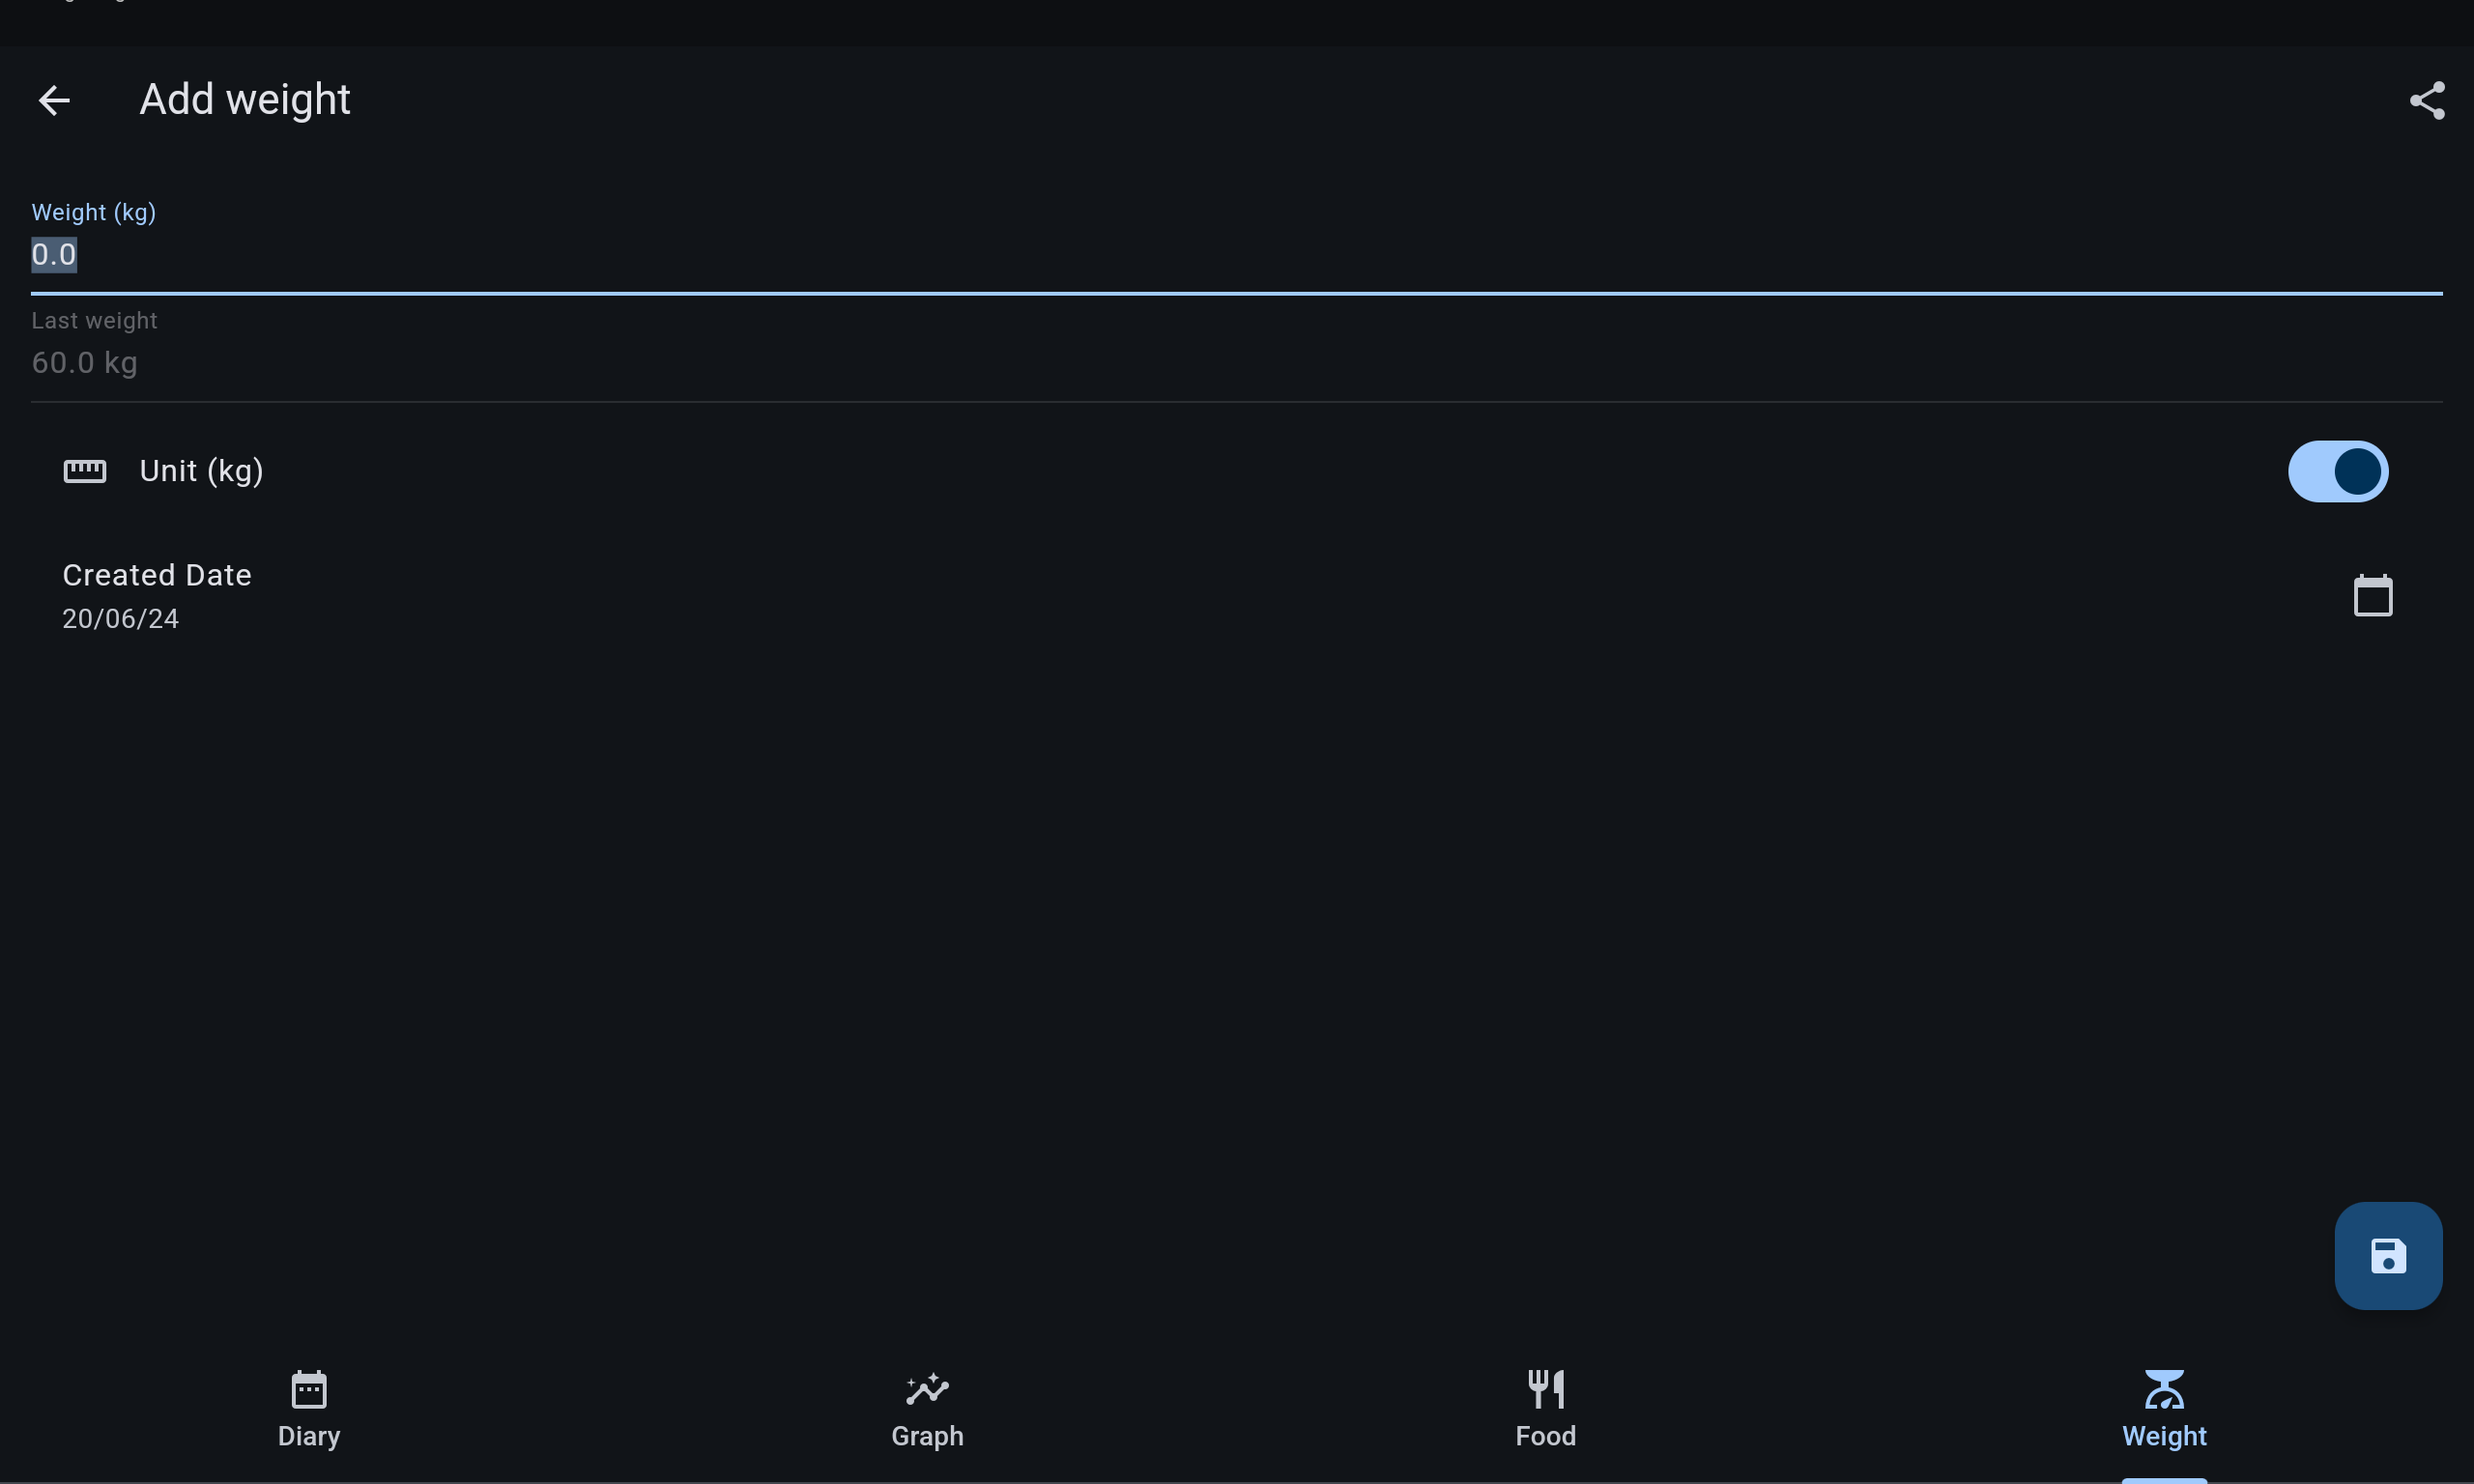 Add weight
Weight (kg)
0.0
Last weight
60.0 kg
Unit (kg)
Created Date
20/06/24
Diary
Graph
Food
Weight